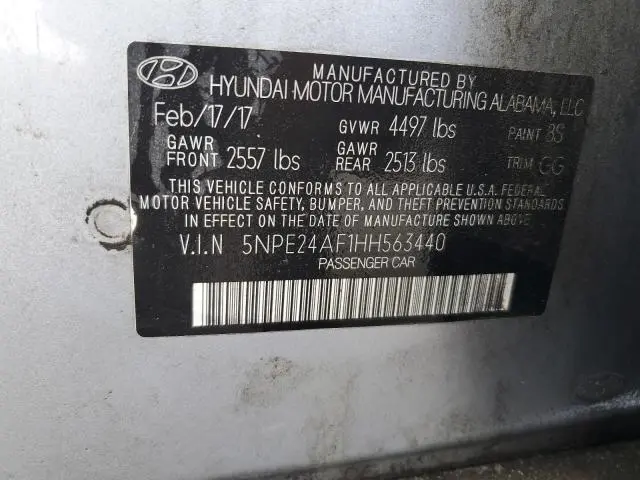 MANUFACTURED BY
HYUNDAI MOTOR MANUFACTURING ALABAMA, LLC
Feb/17/17 GVWR 4497 lbs PAINT 8S
GAWR FRONT 2557 lbs GAWR REAR 2513 lbs TRIM GG
THIS VEHICLE CONFORMS TO ALL APPLICABLE U.S.A. FEDERAL
MOTOR VEHICLE SAFETY, BUMPER, AND THEFT PREVENTION STANDARDS
IN EFFECT ON THE DATE OF MANUFACTURE SHOWN ABOVE.
V.I.N 5NPE24AF1HH563440
PASSENGER CAR